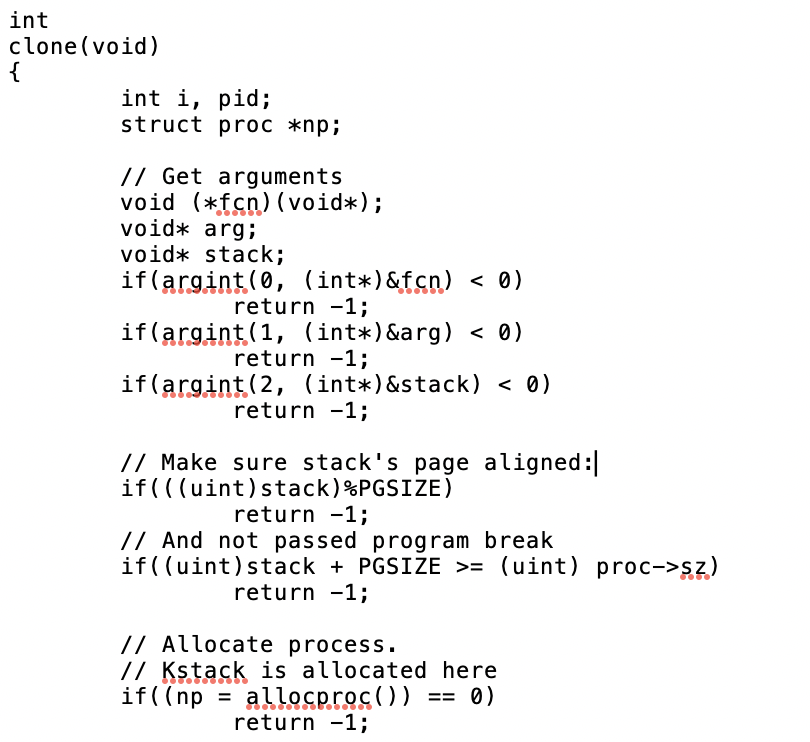 int
clone(void)
{
        int i, pid;
        struct proc *np;

        // Get arguments
        void (*fcn)(void*);
        void* arg;
        void* stack;
        if(argint(0, (int*)&fcn) < 0)
                return -1;
        if(argint(1, (int*)&arg) < 0)
                return -1;
        if(argint(2, (int*)&stack) < 0)
                return -1;

        // Make sure stack's page aligned:
        if(((uint)stack)%PGSIZE)
                return -1;
        // And not passed program break
        if((uint)stack + PGSIZE >= (uint) proc->sz)
                return -1;

        // Allocate process.
        // Kstack is allocated here
        if((np = allocproc()) == 0)
                return -1;